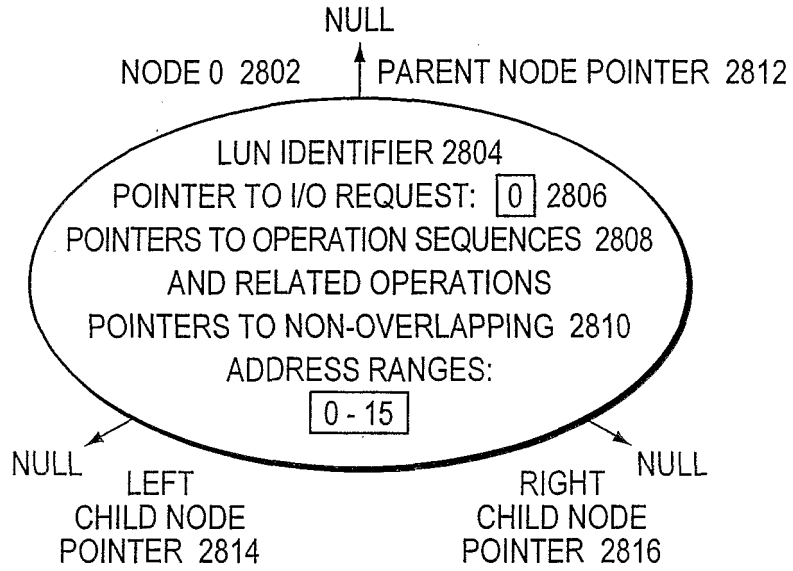 NULL
NODE 0 2802 PARENT NODE POINTER 2812
LUN IDENTIFIER 2804
POINTER TO I/O REQUEST: 0 2806
POINTERS TO OPERATION SEQUENCES 2808
AND RELATED OPERATIONS
POINTERS TO NON-OVERLAPPING 2810
ADDRESS RANGES:
0 - 15
NULL
LEFT
CHILD NODE
POINTER 2814
NULL
RIGHT
CHILD NODE
POINTER 2816